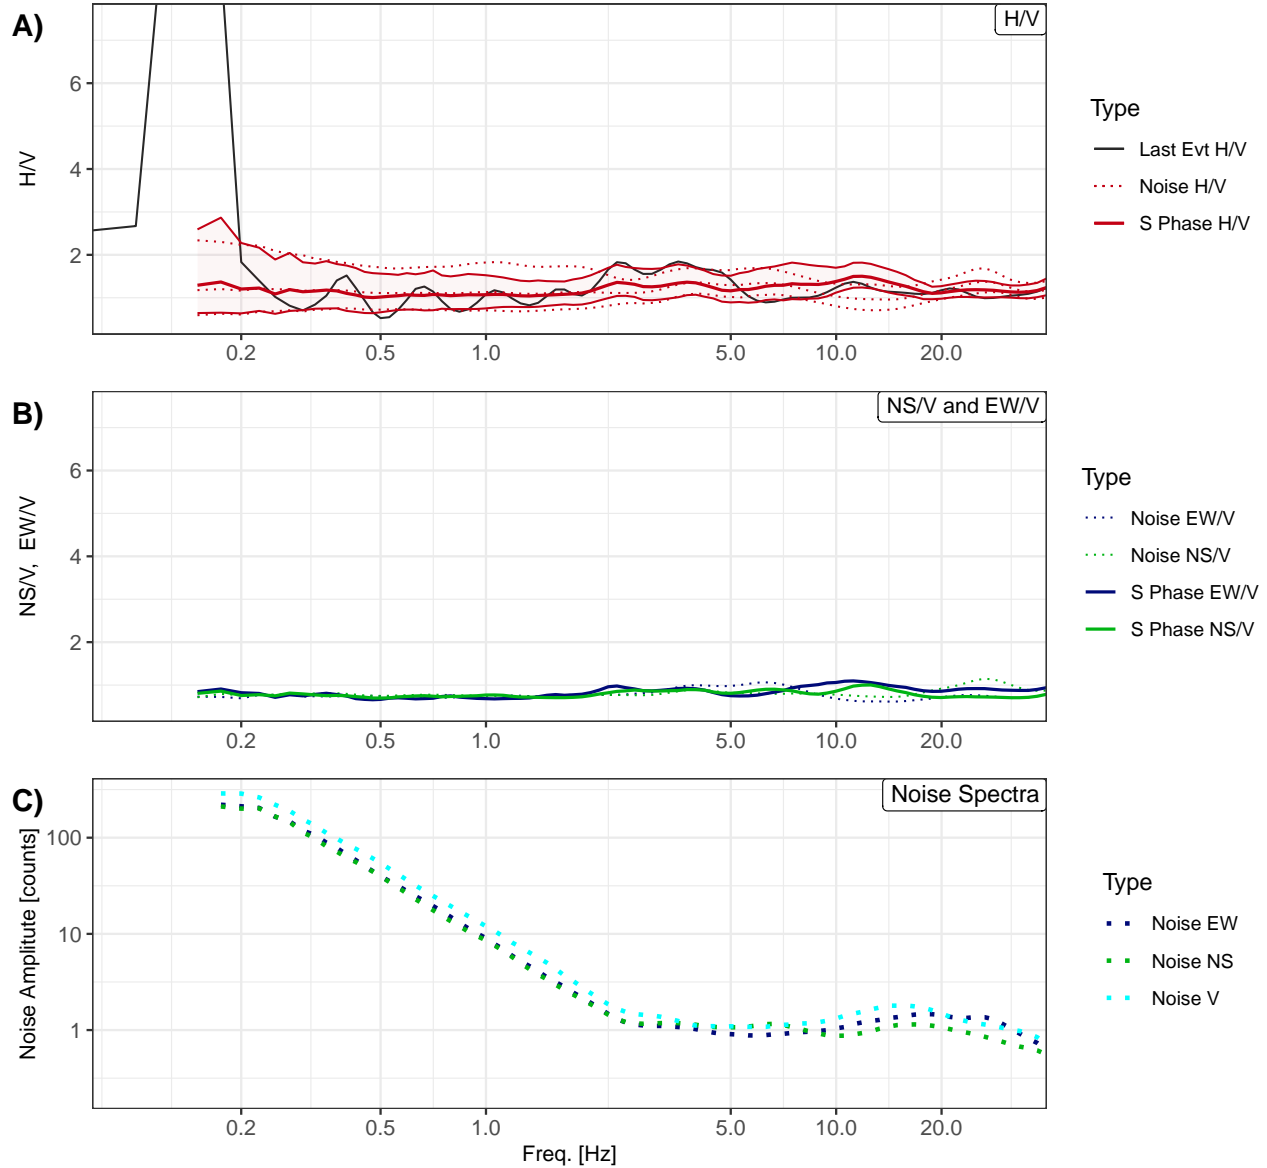 A)
H/V
6
4
2
H/V
0.2 0.5 1.0 5.0 10.0 20.0
Type
Last Evt H/V
Noise H/V
S Phase H/V
B)
NS/V and EW/V
6
4
2
NS/V, EW/V
0.2 0.5 1.0 5.0 10.0 20.0
Type
Noise EW/V
Noise NS/V
S Phase EW/V
S Phase NS/V
C)
Noise Spectra
100
10
1
Noise Amplitute [counts]
0.2 0.5 1.0 5.0 10.0 20.0
Freq. [Hz]
Type
Noise EW
Noise NS
Noise V